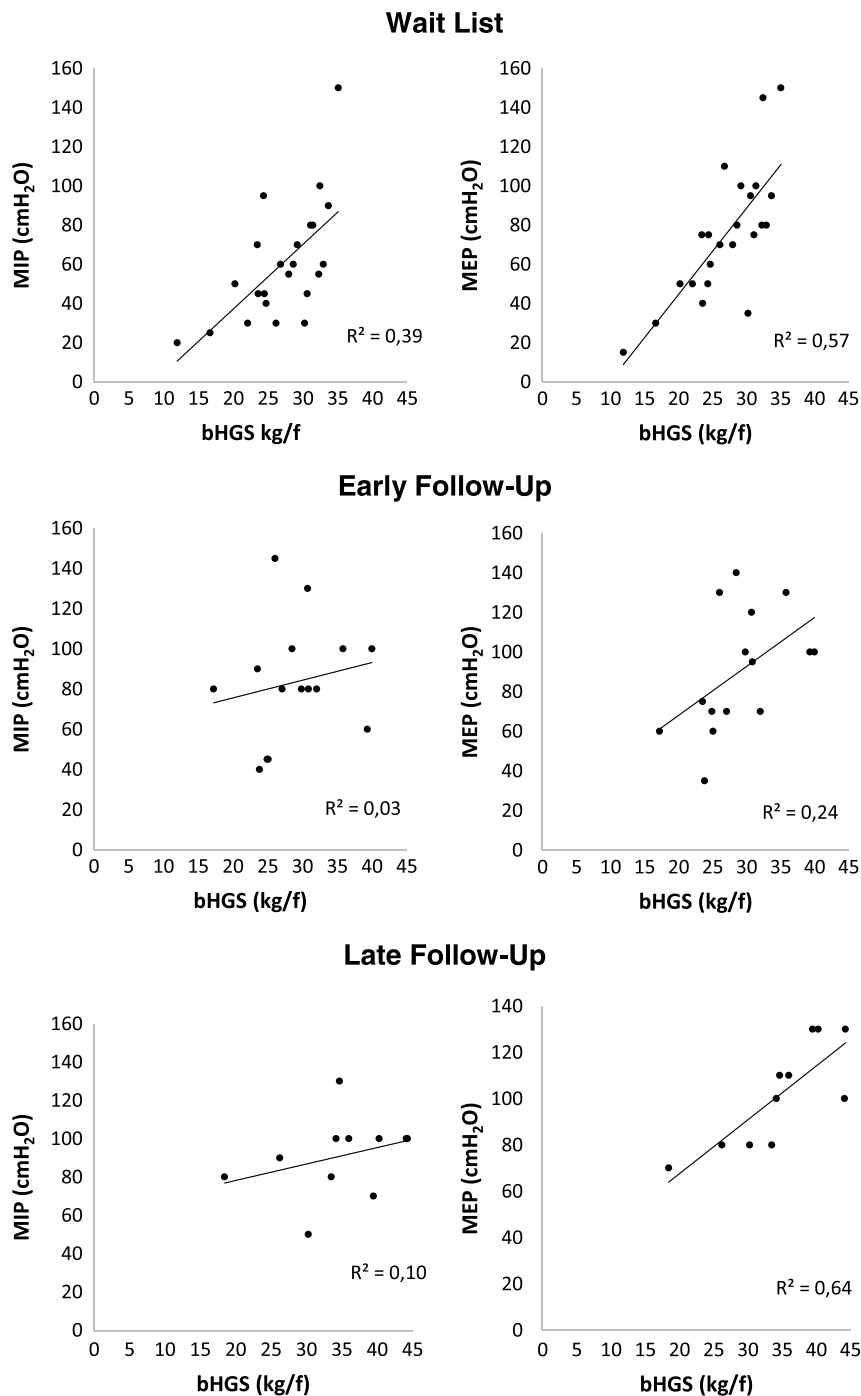 Wait List
160
140
120
100
80
60
40
20
0
MIP (cmH₂O)
R² = 0,39
0 5 10 15 20 25 30 35 40 45
bHGS kg/f
160
140
120
100
80
60
40
20
0
MEP (cmH₂O)
R² = 0,57
0 5 10 15 20 25 30 35 40 45
bHGS (kg/f)
Early Follow-Up
160
140
120
100
80
60
40
20
0
MIP (cmH₂O)
R² = 0,03
0 5 10 15 20 25 30 35 40 45
bHGS (kg/f)
160
140
120
100
80
60
40
20
0
MEP (cmH₂O)
R² = 0,24
0 5 10 15 20 25 30 35 40 45
bHGS (kg/f)
Late Follow-Up
160
140
120
100
80
60
40
20
0
MIP (cmH₂O)
R² = 0,10
0 5 10 15 20 25 30 35 40 45
bHGS (kg/f)
140
120
100
80
60
40
20
0
MEP (cmH₂O)
R² = 0,64
0 5 10 15 20 25 30 35 40 45
bHGS (kg/f)